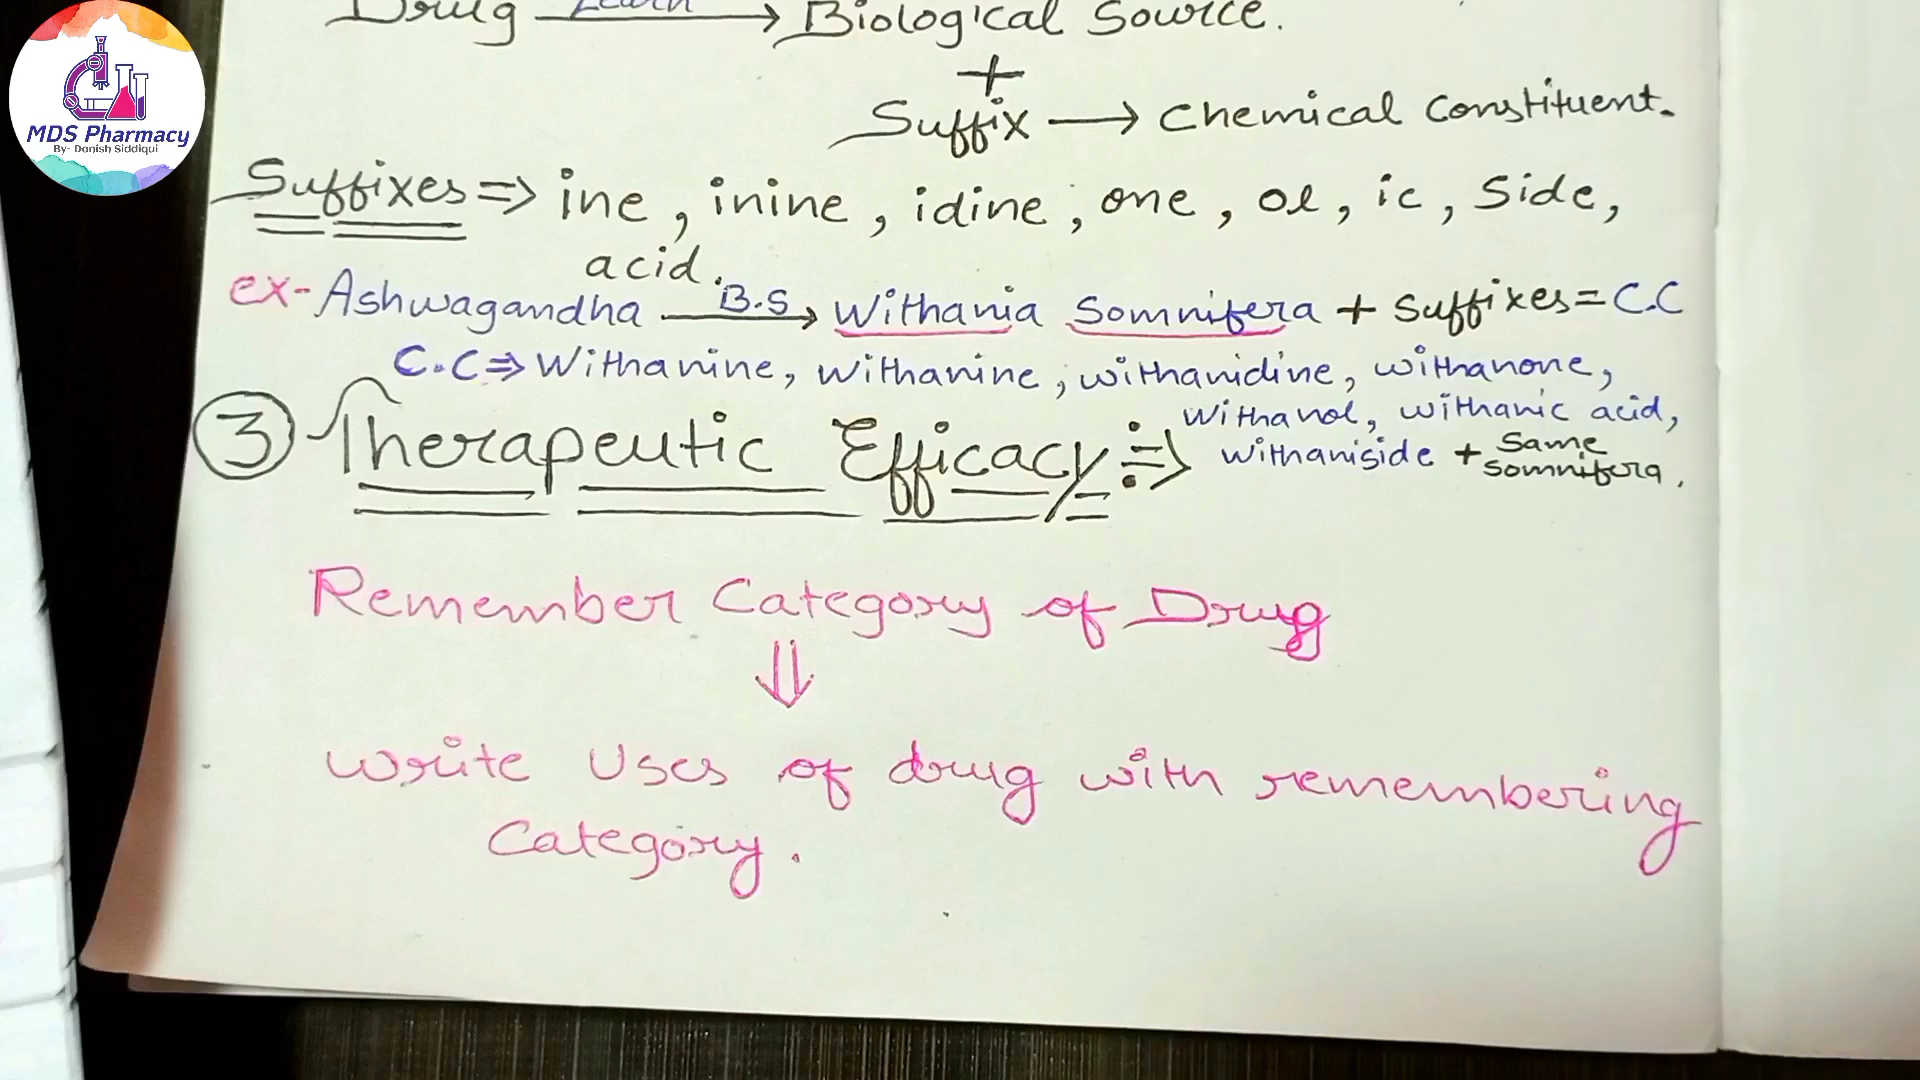 MDS Pharmacy
By- Danish Siddiqui
Drug Learn → Biological Source.
+
Suffix → Chemical Constituent.
Suffixes ⇒ ine, inine, idine, one, ol, ic, Side,
acid.
ex- Ashwagandha B.S → Withania Somnifera + Suffixes = C.C
C.C ⇒ Withanine, withanine, withanidine, withanone,
withanol, withanic acid,
withaniside + Same somnifera.
③ Therapeutic Efficacy ÷⇒
Remember Category of Drug
⇓
Write Uses of drug with remembering
Category.